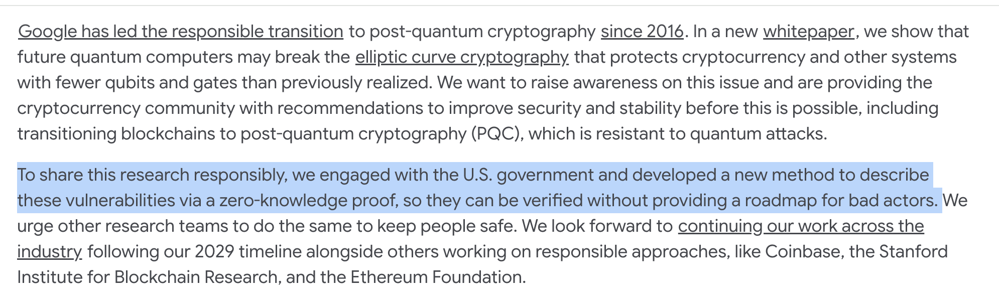 Google has led the responsible transition to post-quantum cryptography since 2016. In a new whitepaper, we show that
future quantum computers may break the elliptic curve cryptography that protects cryptocurrency and other systems
with fewer qubits and gates than previously realized. We want to raise awareness on this issue and are providing the
cryptocurrency community with recommendations to improve security and stability before this is possible, including
transitioning blockchains to post-quantum cryptography (PQC), which is resistant to quantum attacks.
To share this research responsibly, we engaged with the U.S. government and developed a new method to describe
these vulnerabilities via a zero-knowledge proof, so they can be verified without providing a roadmap for bad actors. We
urge other research teams to do the same to keep people safe. We look forward to continuing our work across the
industry following our 2029 timeline alongside others working on responsible approaches, like Coinbase, the Stanford
Institute for Blockchain Research, and the Ethereum Foundation.